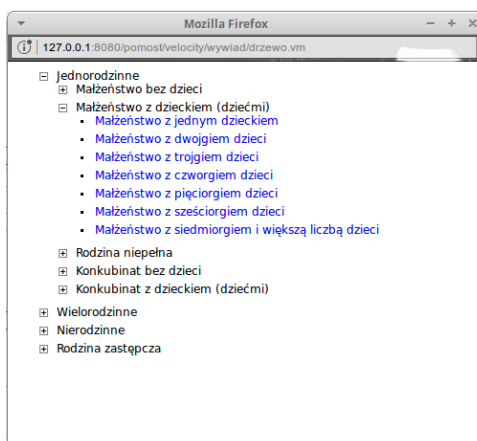 Mozilla Firefox
127.0.0.1:8080/pomost/velocity/wywiad/drzewo.vm
Jednorodzinne
Małżeństwo bez dzieci
Małżeństwo z dzieckiem (dziećmi)
Małżeństwo z jednym dzieckiem
Małżeństwo z dwojgiem dzieci
Małżeństwo z trojgiem dzieci
Małżeństwo z czworgiem dzieci
Małżeństwo z pięciorgiem dzieci
Małżeństwo z sześciorgiem dzieci
Małżeństwo z siedmiorgiem i większą liczbą dzieci
Rodzina niepełna
Konkubinat bez dzieci
Konkubinat z dzieckiem (dziećmi)
Wielorodzinne
Nierodzinne
Rodzina zastępcza